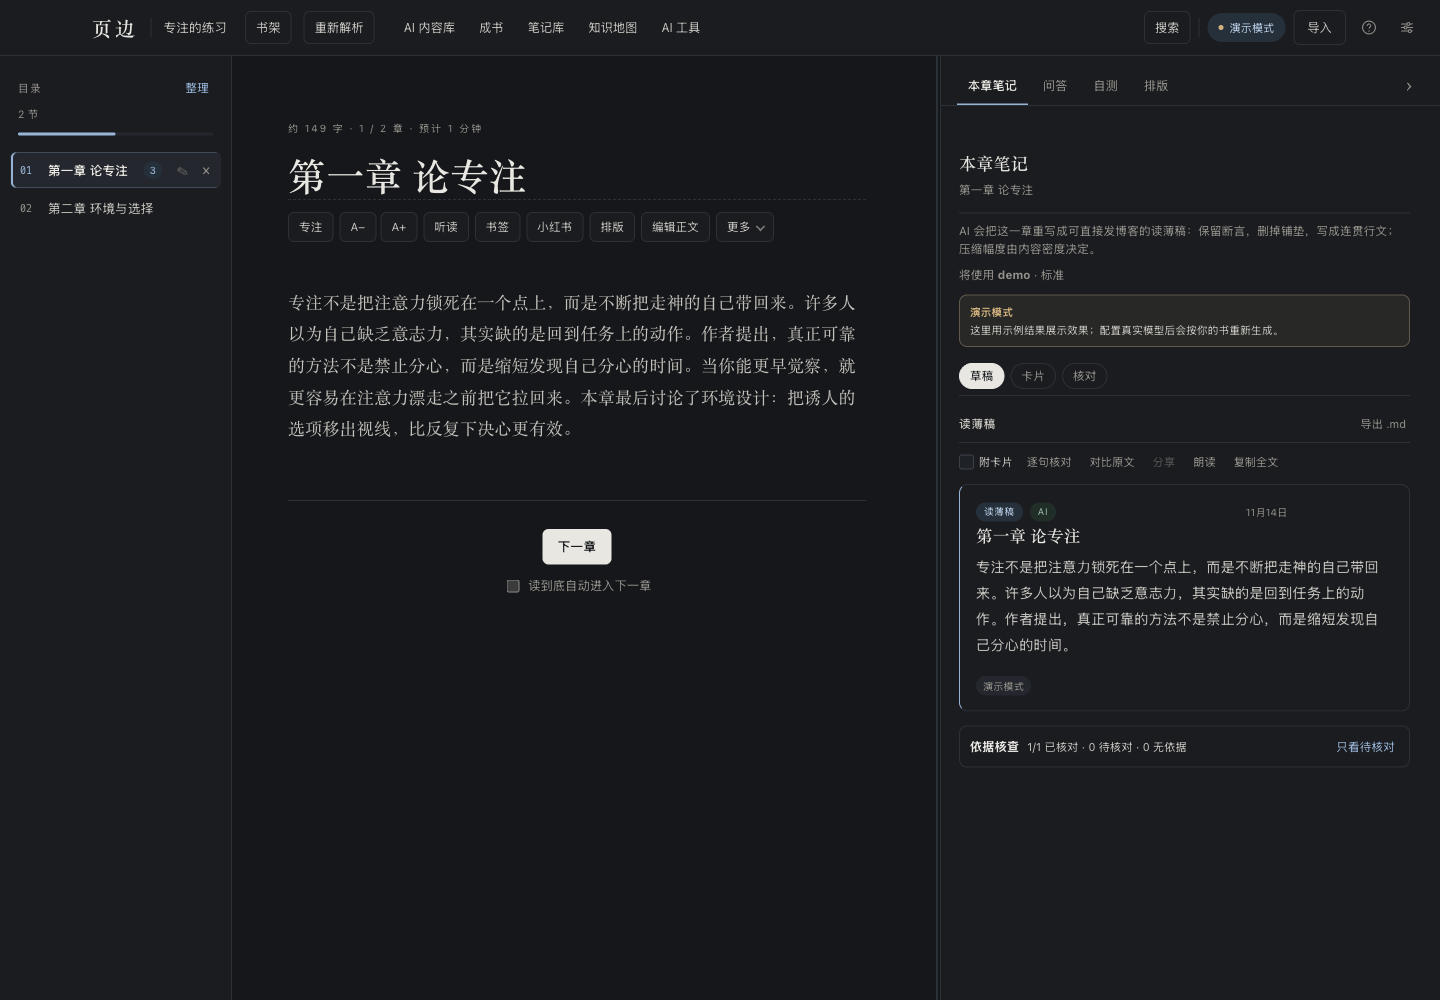 页边 专注的练习 书架 重新解析 AI 内容库 成书 笔记库 知识地图 AI 工具 搜索 演示模式 导入
目录 整理
2 节
01 第一章 论专注 3
02 第二章 环境与选择
约 149 字 · 1 / 2 章 · 预计 1 分钟
第一章 论专注
专注 A− A+ 听读 书签 小红书 排版 编辑正文 更多
专注不是把注意力锁死在一个点上，而是不断把走神的自己带回来。许多人
以为自己缺乏意志力，其实缺的是回到任务上的动作。作者提出，真正可靠
的方法不是禁止分心，而是缩短发现自己分心的时间。当你能更早觉察，就
更容易在注意力漂走之前把它拉回来。本章最后讨论了环境设计：把诱人的
选项移出视线，比反复下决心更有效。
下一章
读到底自动进入下一章
本章笔记 问答 自测 排版
本章笔记
第一章 论专注
AI 会把这一章重写成可直接发博客的读薄稿：保留断言，删掉铺垫，写成连贯行文；
压缩幅度由内容密度决定。
将使用 demo · 标准
演示模式
这里用示例结果展示效果；配置真实模型后会按你的书重新生成。
草稿 卡片 核对
读薄稿 导出 .md
附卡片 逐句核对 对比原文 分享 朗读 复制全文
读薄稿 AI 11月14日
第一章 论专注
专注不是把注意力锁死在一个点上，而是不断把走神的自己带回
来。许多人以为自己缺乏意志力，其实缺的是回到任务上的动
作。作者提出，真正可靠的方法不是禁止分心，而是缩短发现自
己分心的时间。
演示模式
依据核查 1/1 已核对 · 0 待核对 · 0 无依据 只看待核对